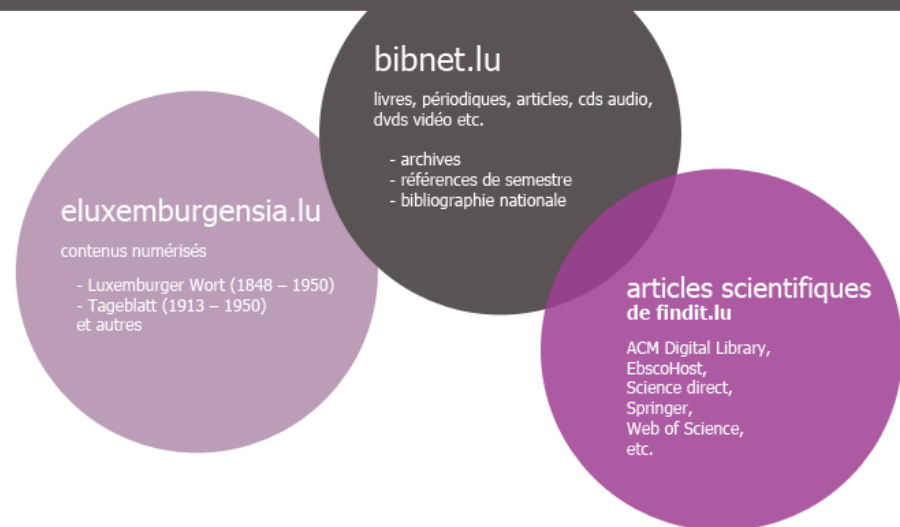 bibnet.lu
livres, périodiques, articles, cds audio,
dvds vidéo etc.
- archives
- références de semestre
- bibliographie nationale
eluxemburgensia.lu
contenus numérisés
- Luxemburger Wort (1848 – 1950)
- Tageblatt (1913 – 1950)
et autres
articles scientifiques
de findit.lu
ACM Digital Library,
EbscoHost,
Science direct,
Springer,
Web of Science,
etc.